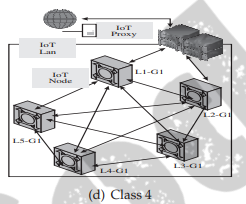 IoT
Proxy
IoT
Lan
IoT
Node
L1-G1
L2-G1
L5-G1
L3-G1
L4-G1
(d) Class 4